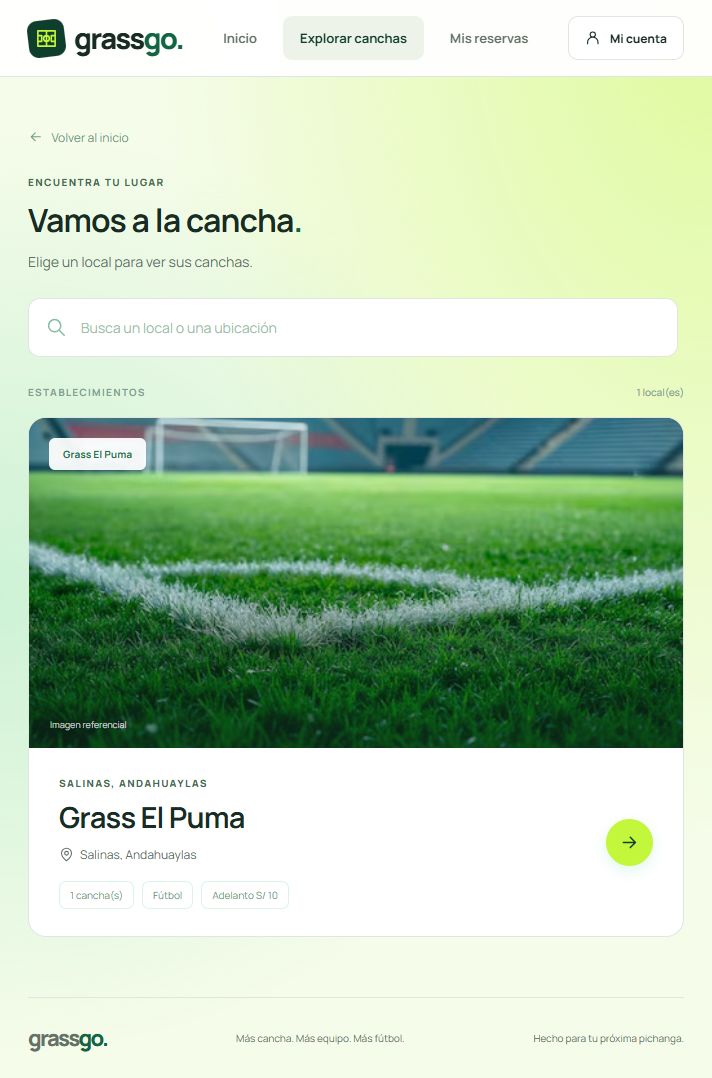 grassgo.
Inicio
Explorar canchas
Mis reservas
Mi cuenta
Volver al inicio
ENCUENTRA TU LUGAR
Vamos a la cancha.
Elige un local para ver sus canchas.
Busca un local o una ubicación
ESTABLECIMIENTOS
1 local(es)
Grass El Puma
Imagen referencial
SALINAS, ANDAHUAYLAS
Grass El Puma
Salinas, Andahuaylas
1 cancha(s)
Fútbol
Adelanto S/ 10
grassgo.
Más cancha. Más equipo. Más fútbol.
Hecho para tu próxima pichanga.